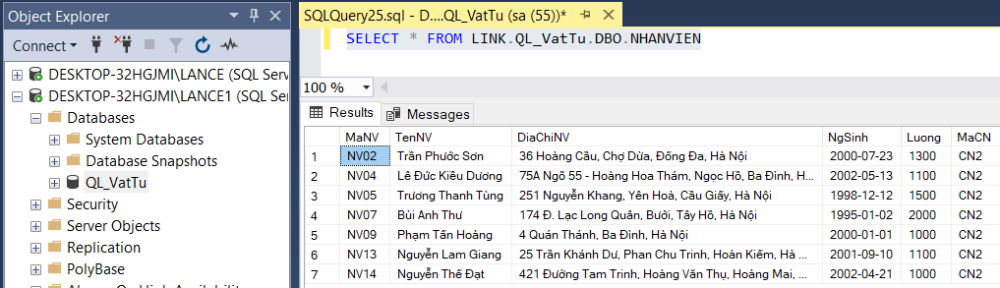 Object Explorer
Connect
DESKTOP-32HGJMI\LANCE (SQL Serv
DESKTOP-32HGJMI\LANCE1 (SQL Ser
Databases
System Databases
Database Snapshots
QL_VatTu
Security
Server Objects
Replication
PolyBase
SQLQuery25.sql - D....QL_VatTu (sa (55))*
SELECT * FROM LINK.QL_VatTu.DBO.NHANVIEN
100 %
Results Messages
MaNV TenNV DiaChiNV NgSinh Luong MaCN
1 NV02 Trần Phước Sơn 36 Hoàng Cầu, Chợ Dừa, Đống Đa, Hà Nội 2000-07-23 1300 CN2
2 NV04 Lê Đức Kiều Dương 75A Ngõ 55 - Hoàng Hoa Thám, Ngọc Hồ, Ba Đình, H... 2002-05-13 1100 CN2
3 NV05 Trương Thanh Tùng 251 Nguyễn Khang, Yên Hoà, Cầu Giấy, Hà Nội 1998-12-12 1500 CN2
4 NV07 Bùi Anh Thư 174 Đ. Lạc Long Quân, Bưởi, Tây Hồ, Hà Nội 1995-01-02 2000 CN2
5 NV09 Phạm Tấn Hoàng 4 Quán Thánh, Ba Đình, Hà Nội 2000-01-01 1000 CN2
6 NV13 Nguyễn Lam Giang 25 Trần Khánh Dư, Phan Chu Trinh, Hoàn Kiếm, Hà ... 2001-09-10 1100 CN2
7 NV14 Nguyễn Thế Đạt 421 Đường Tam Trinh, Hoàng Văn Thụ, Hoàng Mai, ... 2002-04-21 1000 CN2